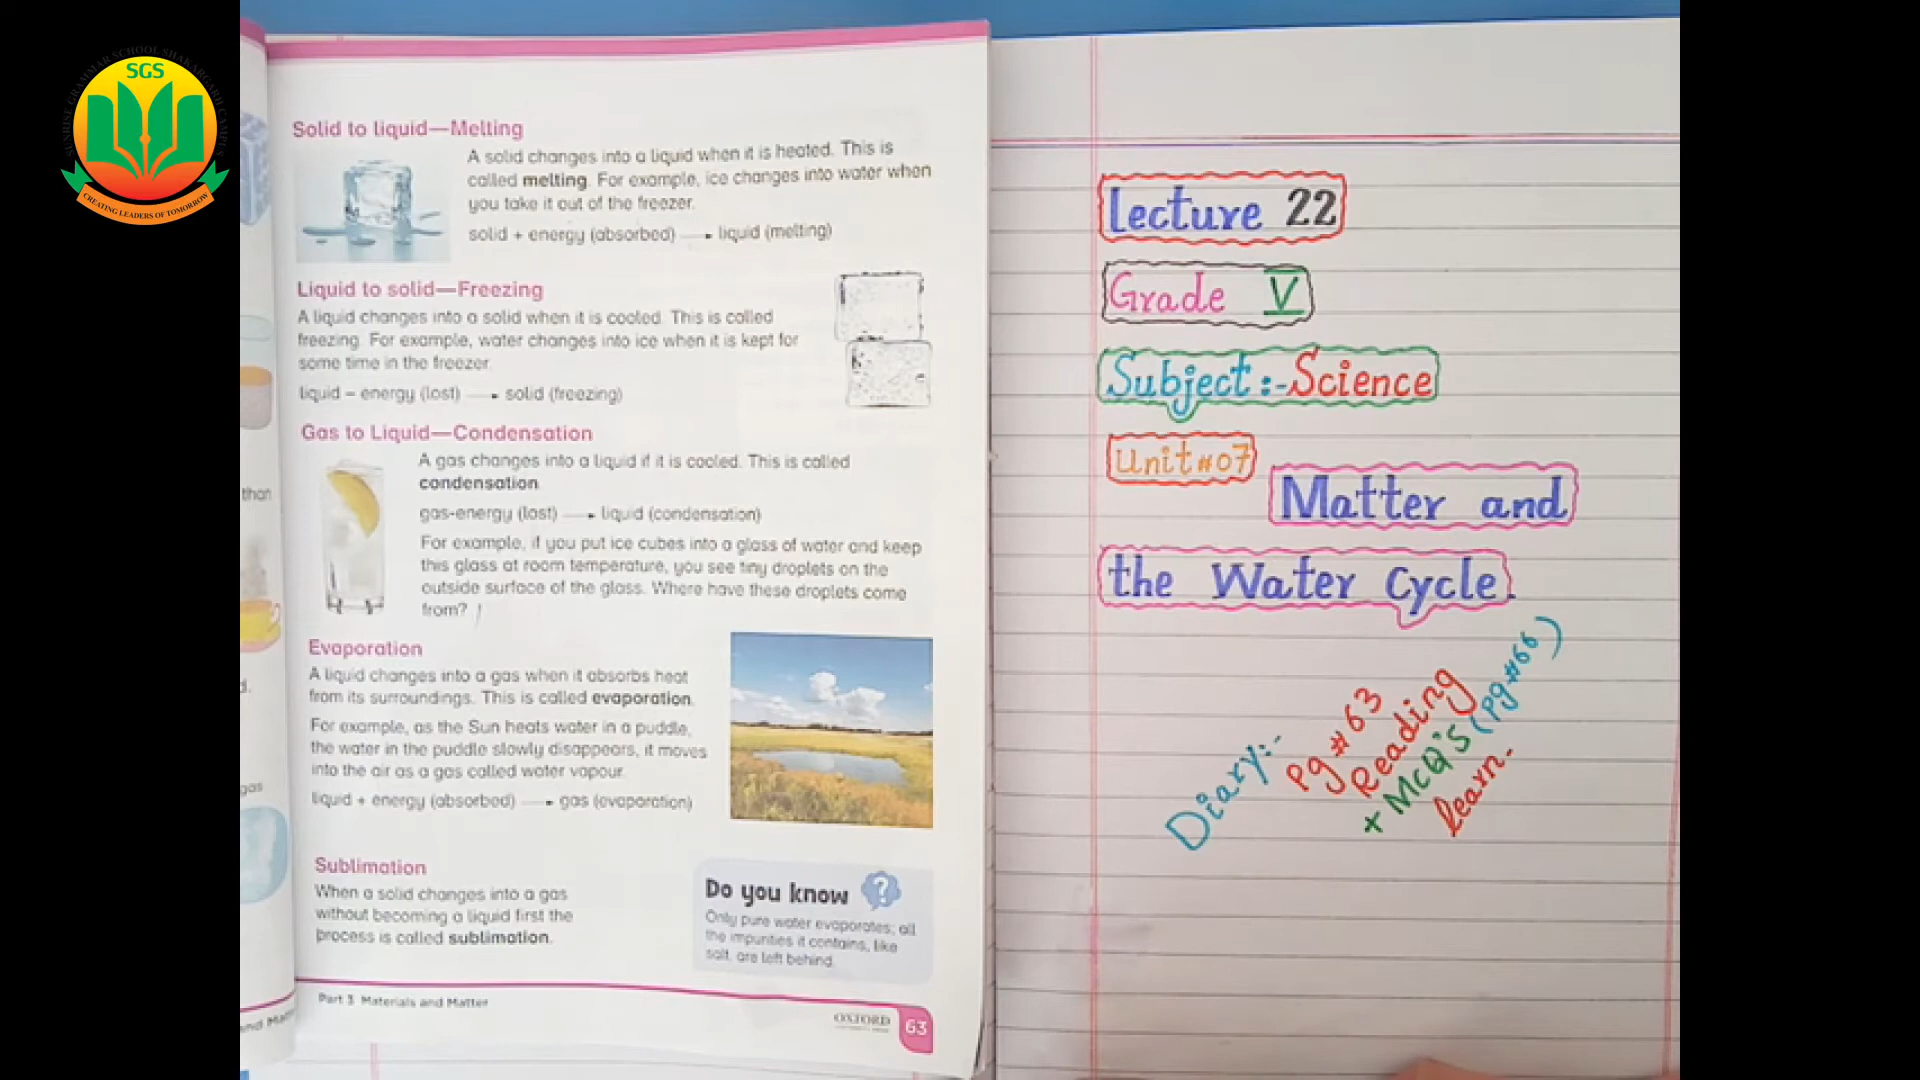 SUNRISE GRAMMAR SCHOOL SHAKARGARH CAMPUS
SGS
CREATING LEADERS OF TOMORROW
than
d.
gas
and Matt
Solid to liquid—Melting
A solid changes into a liquid when it is heated. This is
called melting. For example, ice changes into water when
you take it out of the freezer.
solid + energy (absorbed) → liquid (melting)
Liquid to solid—Freezing
A liquid changes into a solid when it is cooled. This is called
freezing. For example, water changes into ice when it is kept for
some time in the freezer.
liquid – energy (lost) → solid (freezing)
Gas to Liquid—Condensation
A gas changes into a liquid if it is cooled. This is called
condensation.
gas-energy (lost) → liquid (condensation)
For example, if you put ice cubes into a glass of water and keep
this glass at room temperature, you see tiny droplets on the
outside surface of the glass. Where have these droplets come
from?
Evaporation
A liquid changes into a gas when it absorbs heat
from its surroundings. This is called evaporation.
For example, as the Sun heats water in a puddle,
the water in the puddle slowly disappears, it moves
into the air as a gas called water vapour.
liquid + energy (absorbed) → gas (evaporation)
Sublimation
When a solid changes into a gas
without becoming a liquid first the
process is called sublimation.
Do you know ?
Only pure water evaporates; all
the impurities it contains, like
salt, are left behind.
Part 3 Materials and Matter
OXFORD
63
Lecture 22
Grade V
Subject:-Science
Unit#07
Matter and
the Water Cycle.
Diary:-
Pg#63
Reading
+ McQ's (Pg#66)
learn.